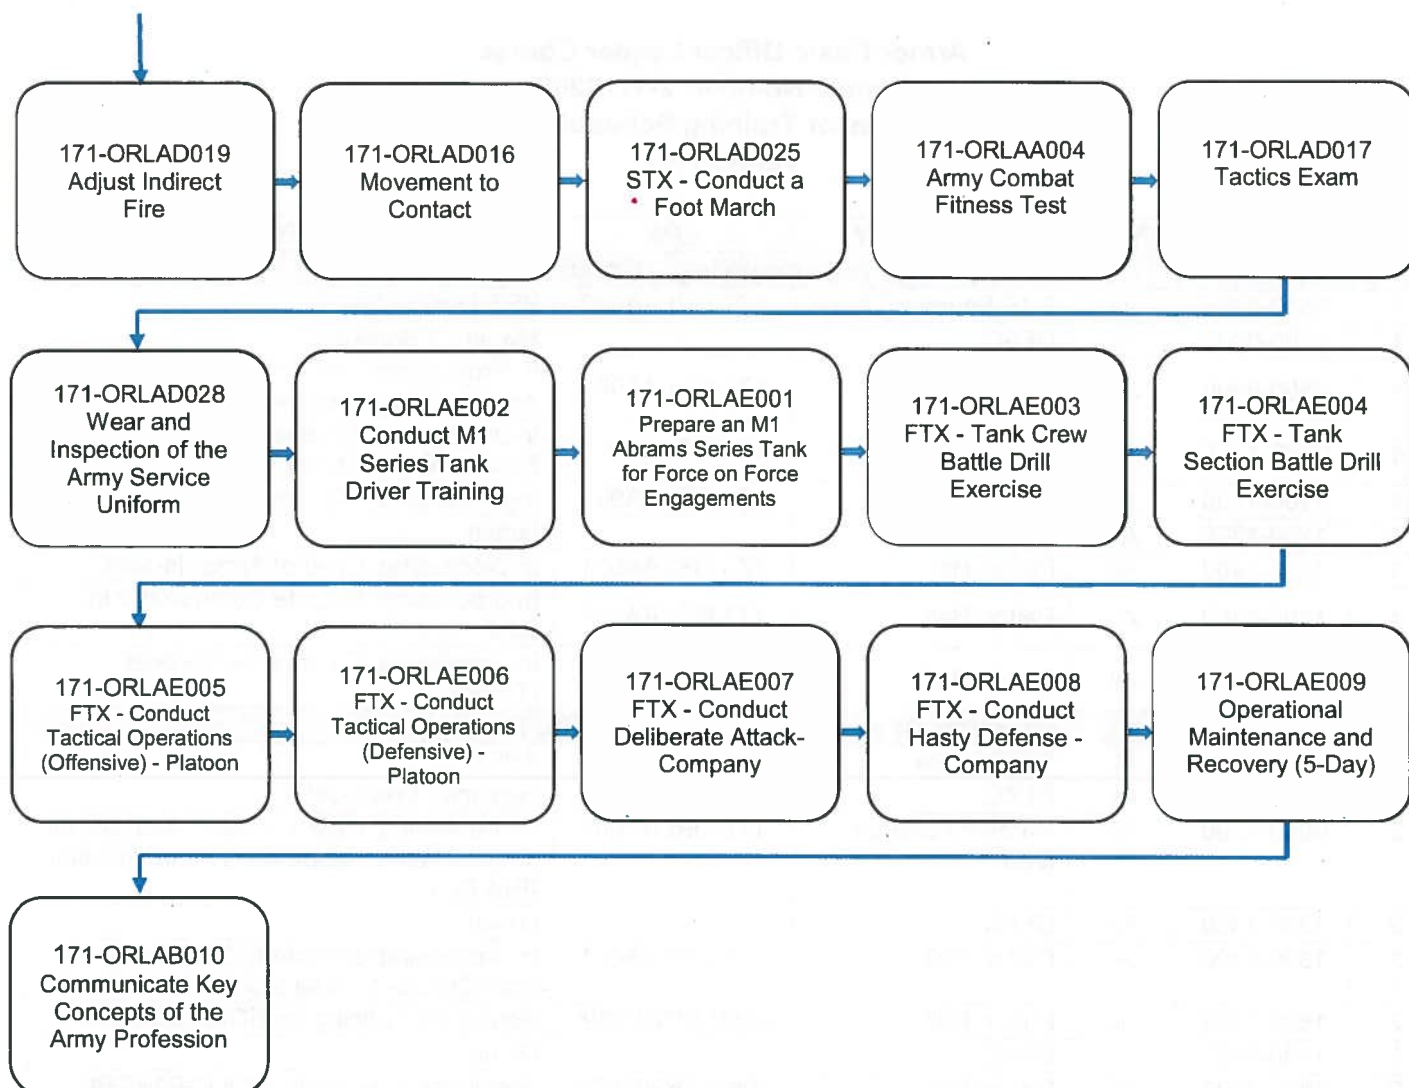 171-ORLAD019
Adjust Indirect
Fire
171-ORLAD016
Movement to
Contact
171-ORLAD025
STX - Conduct a
Foot March
171-ORLAA004
Army Combat
Fitness Test
171-ORLAD017
Tactics Exam
171-ORLAD028
Wear and
Inspection of the
Army Service
Uniform
171-ORLAE002
Conduct M1
Series Tank
Driver Training
171-ORLAE001
Prepare an M1
Abrams Series Tank
for Force on Force
Engagements
171-ORLAE003
FTX - Tank Crew
Battle Drill
Exercise
171-ORLAE004
FTX - Tank
Section Battle Drill
Exercise
171-ORLAE005
FTX - Conduct
Tactical Operations
(Offensive) - Platoon
171-ORLAE006
FTX - Conduct
Tactical Operations
(Defensive) -
Platoon
171-ORLAE007
FTX - Conduct
Deliberate Attack-
Company
171-ORLAE008
FTX - Conduct
Hasty Defense -
Company
171-ORLAE009
Operational
Maintenance and
Recovery (5-Day)
171-ORLAB010
Communicate Key
Concepts of the
Army Profession